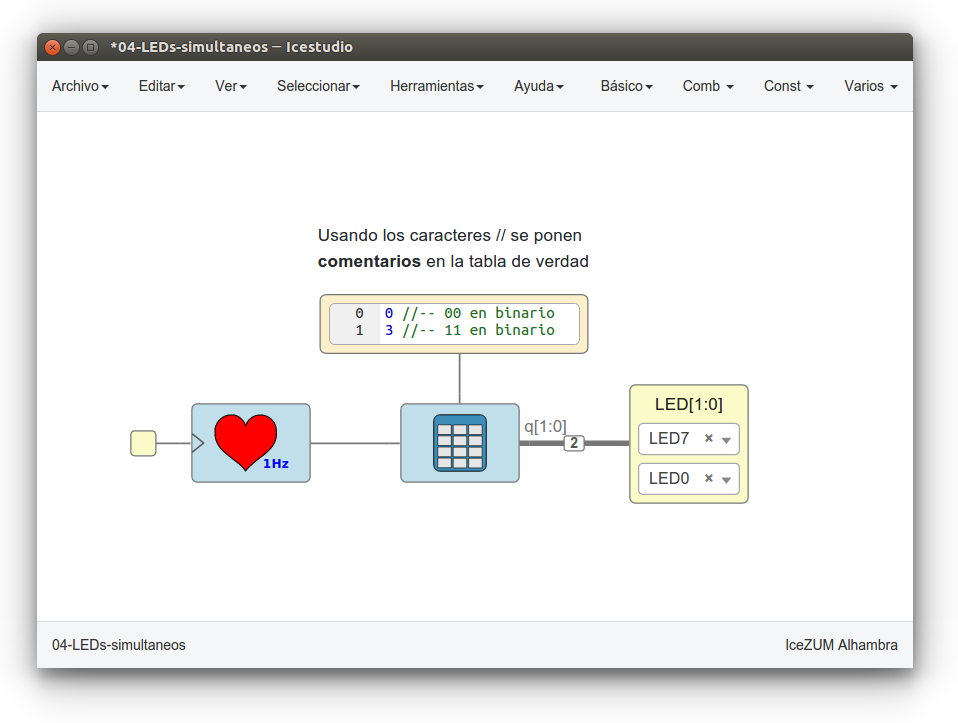 *04-LEDs-simultaneos — Icestudio
Archivo Editar Ver Seleccionar Herramientas Ayuda Básico Comb Const Varios
Usando los caracteres // se ponen
comentarios en la tabla de verdad
0 0 //-- 00 en binario
1 3 //-- 11 en binario
1Hz
q[1:0]
2
LED[1:0]
LED7
LED0
04-LEDs-simultaneos
IceZUM Alhambra